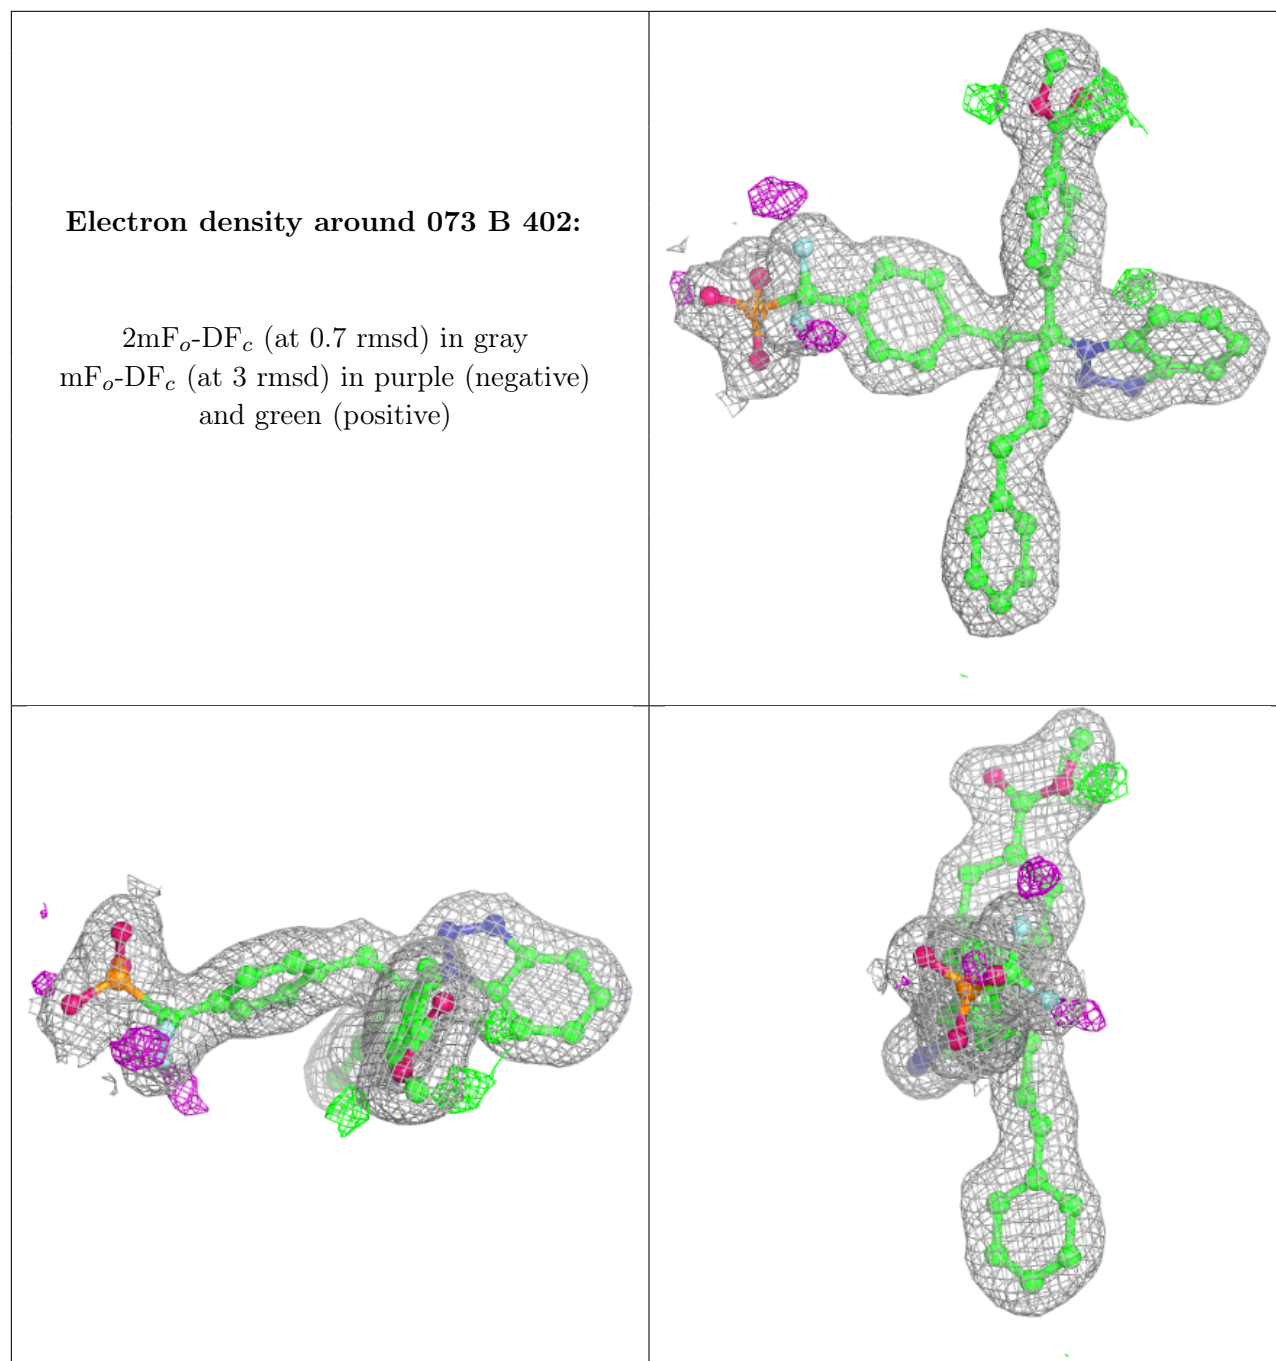 Electron density around 073 B 402:
2mFo-DFc (at 0.7 rmsd) in gray
mFo-DFc (at 3 rmsd) in purple (negative)
and green (positive)